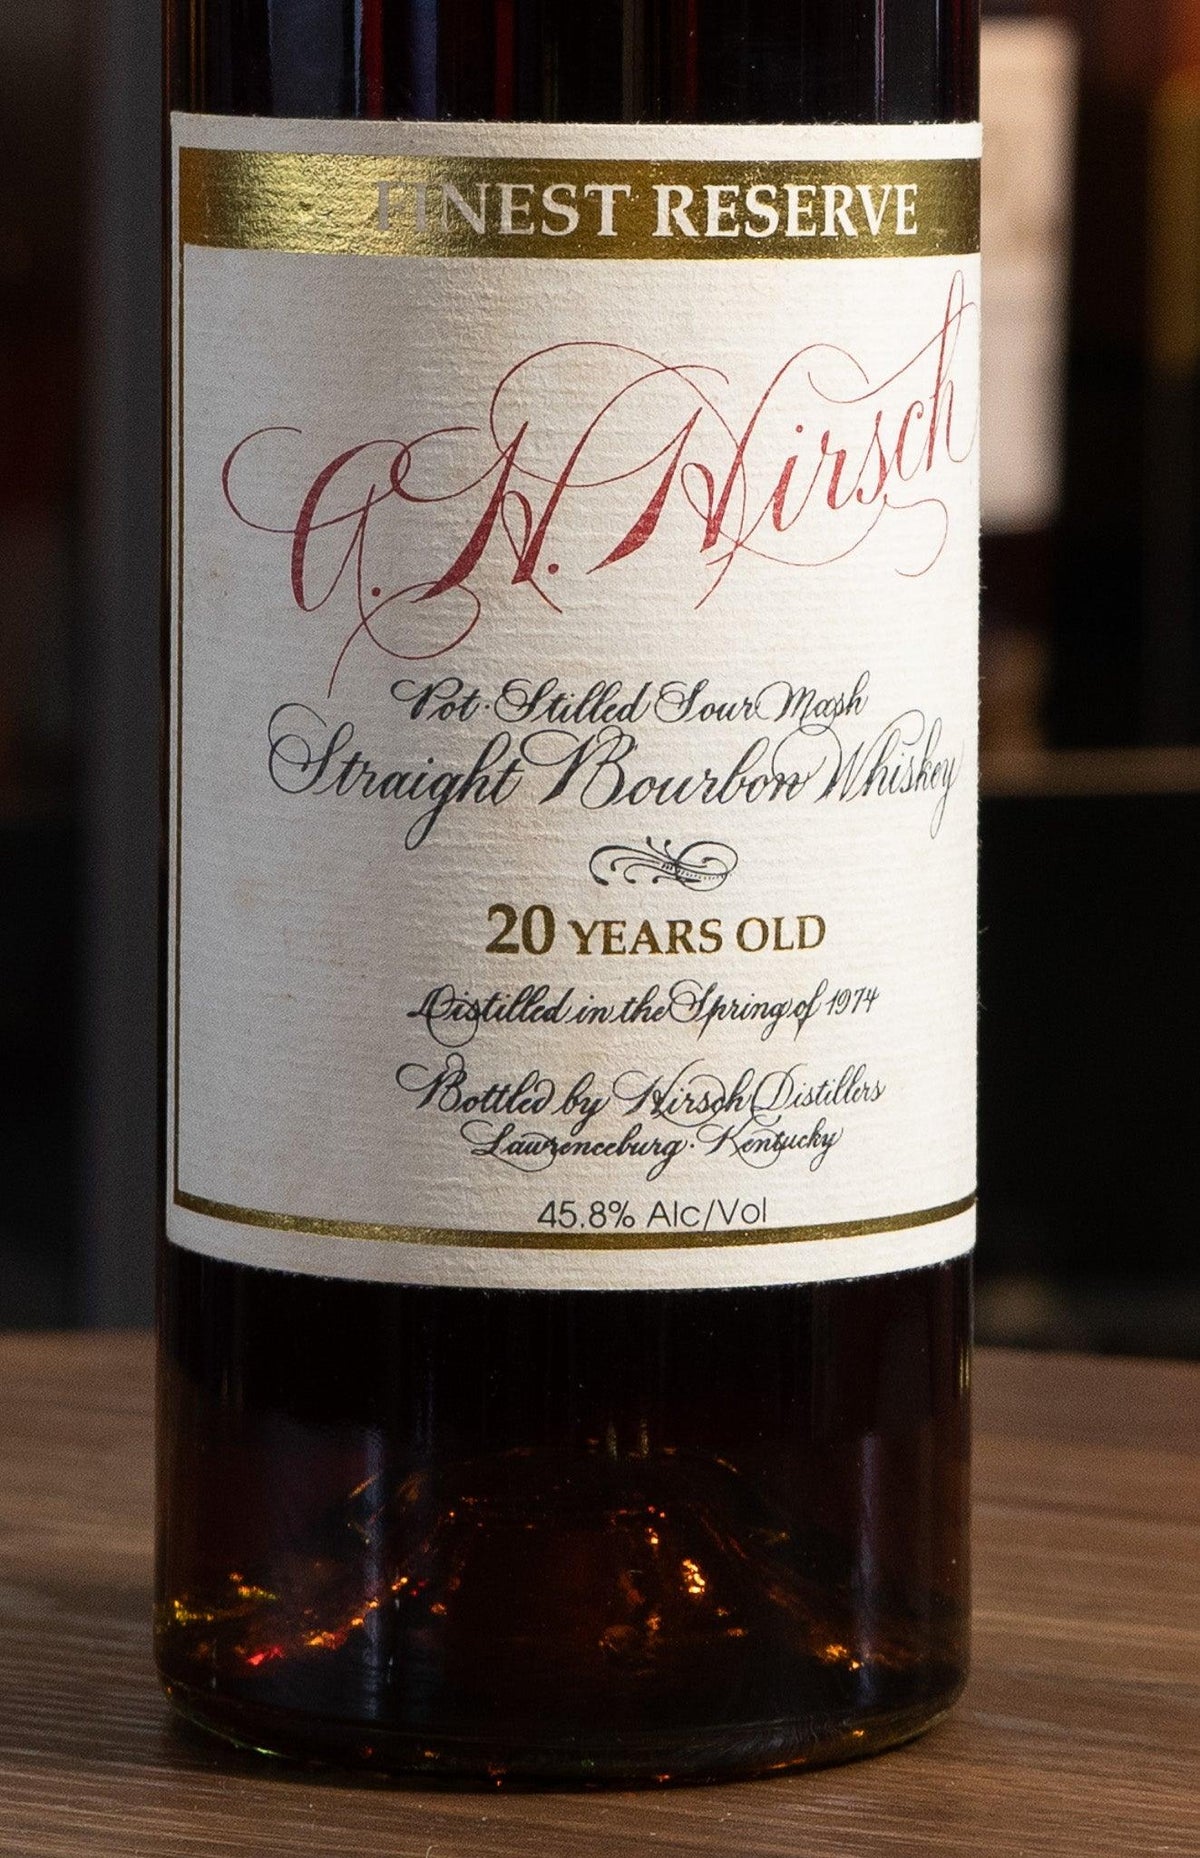 FINEST RESERVE
A. H. Hirsch
Pot-Stilled Sour Mash
Straight Bourbon Whiskey
20 YEARS OLD
Distilled in the Spring of 1974
Bottled by Hirsch Distillers
Lawrenceburg · Kentucky
45.8% Alc/Vol